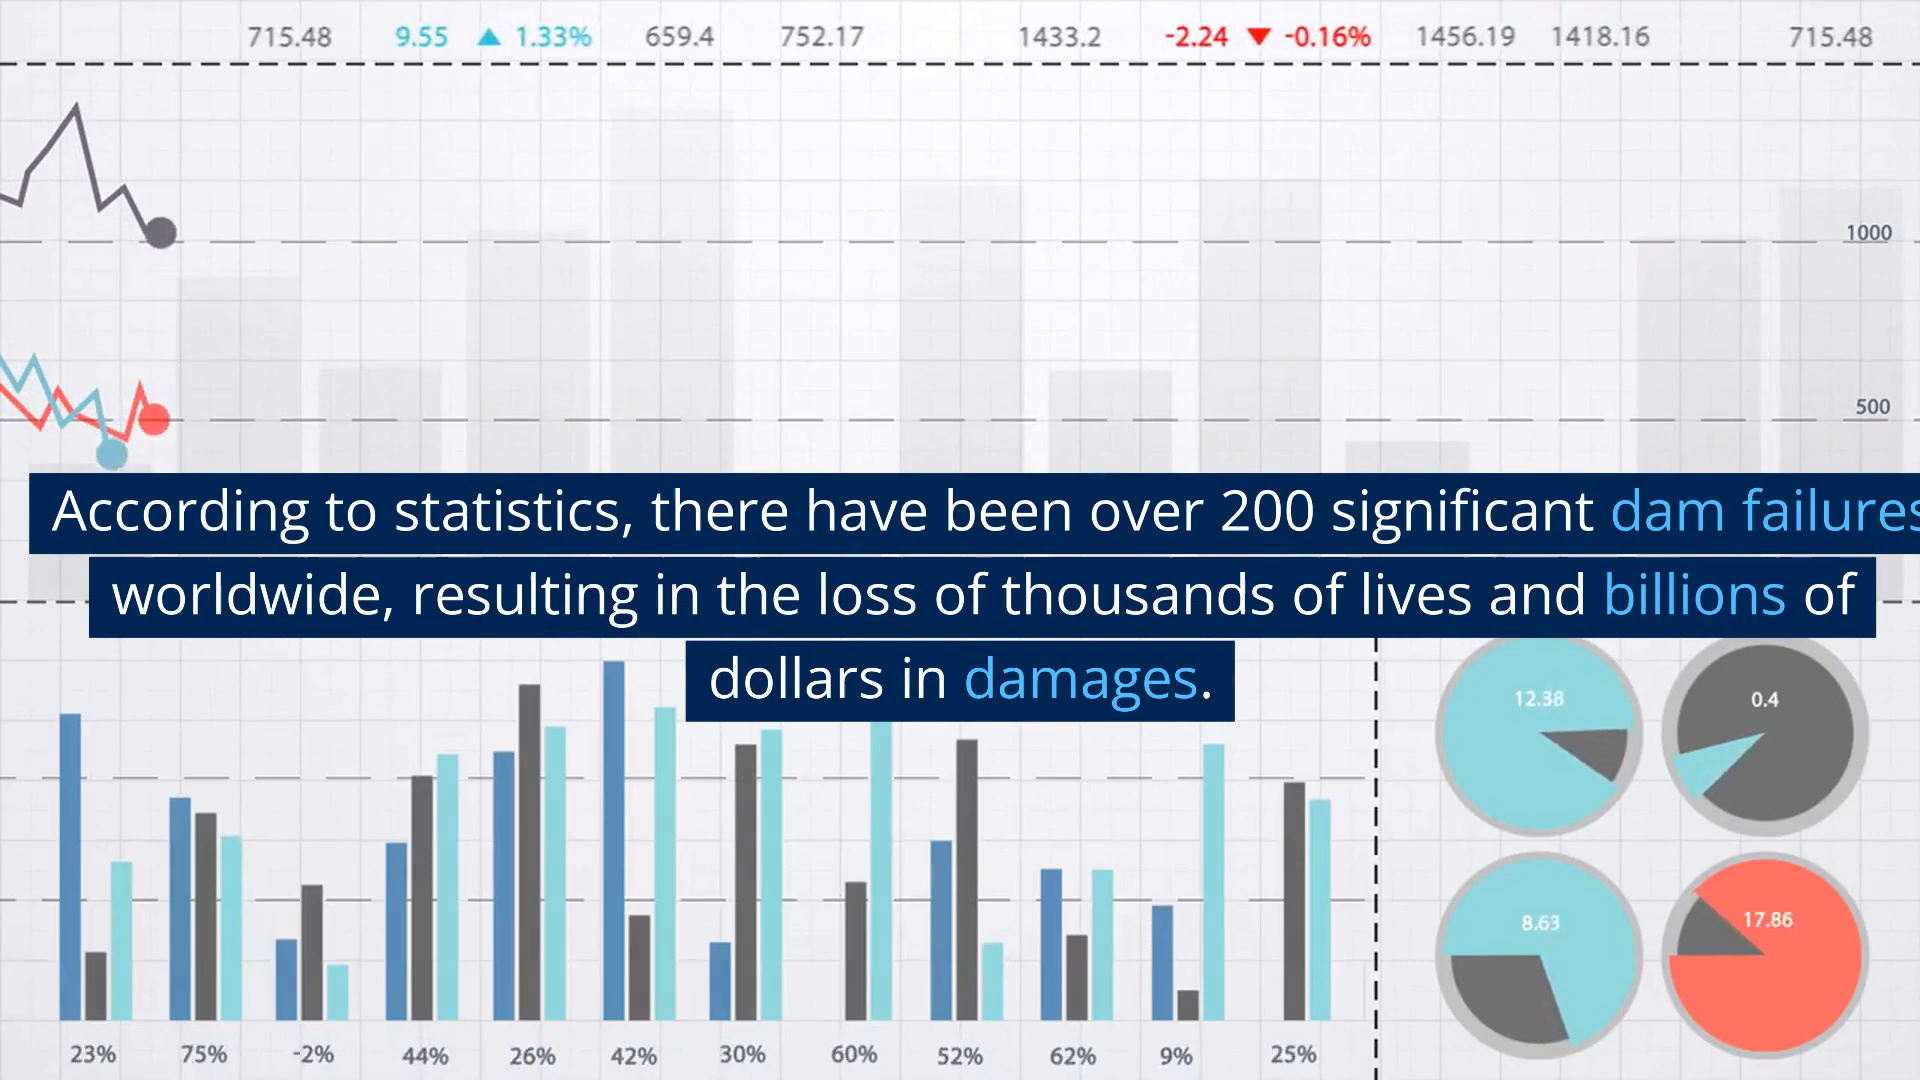 715.48 9.55 ▲ 1.33% 659.4 752.17 1433.2 -2.24 ▼ -0.16% 1456.19 1418.16 715.48
1000
500
According to statistics, there have been over 200 significant dam failures
worldwide, resulting in the loss of thousands of lives and billions of
dollars in damages.
12.38 0.4
8.63 17.86
23% 75% -2% 44% 26% 42% 30% 60% 52% 62% 9% 25%